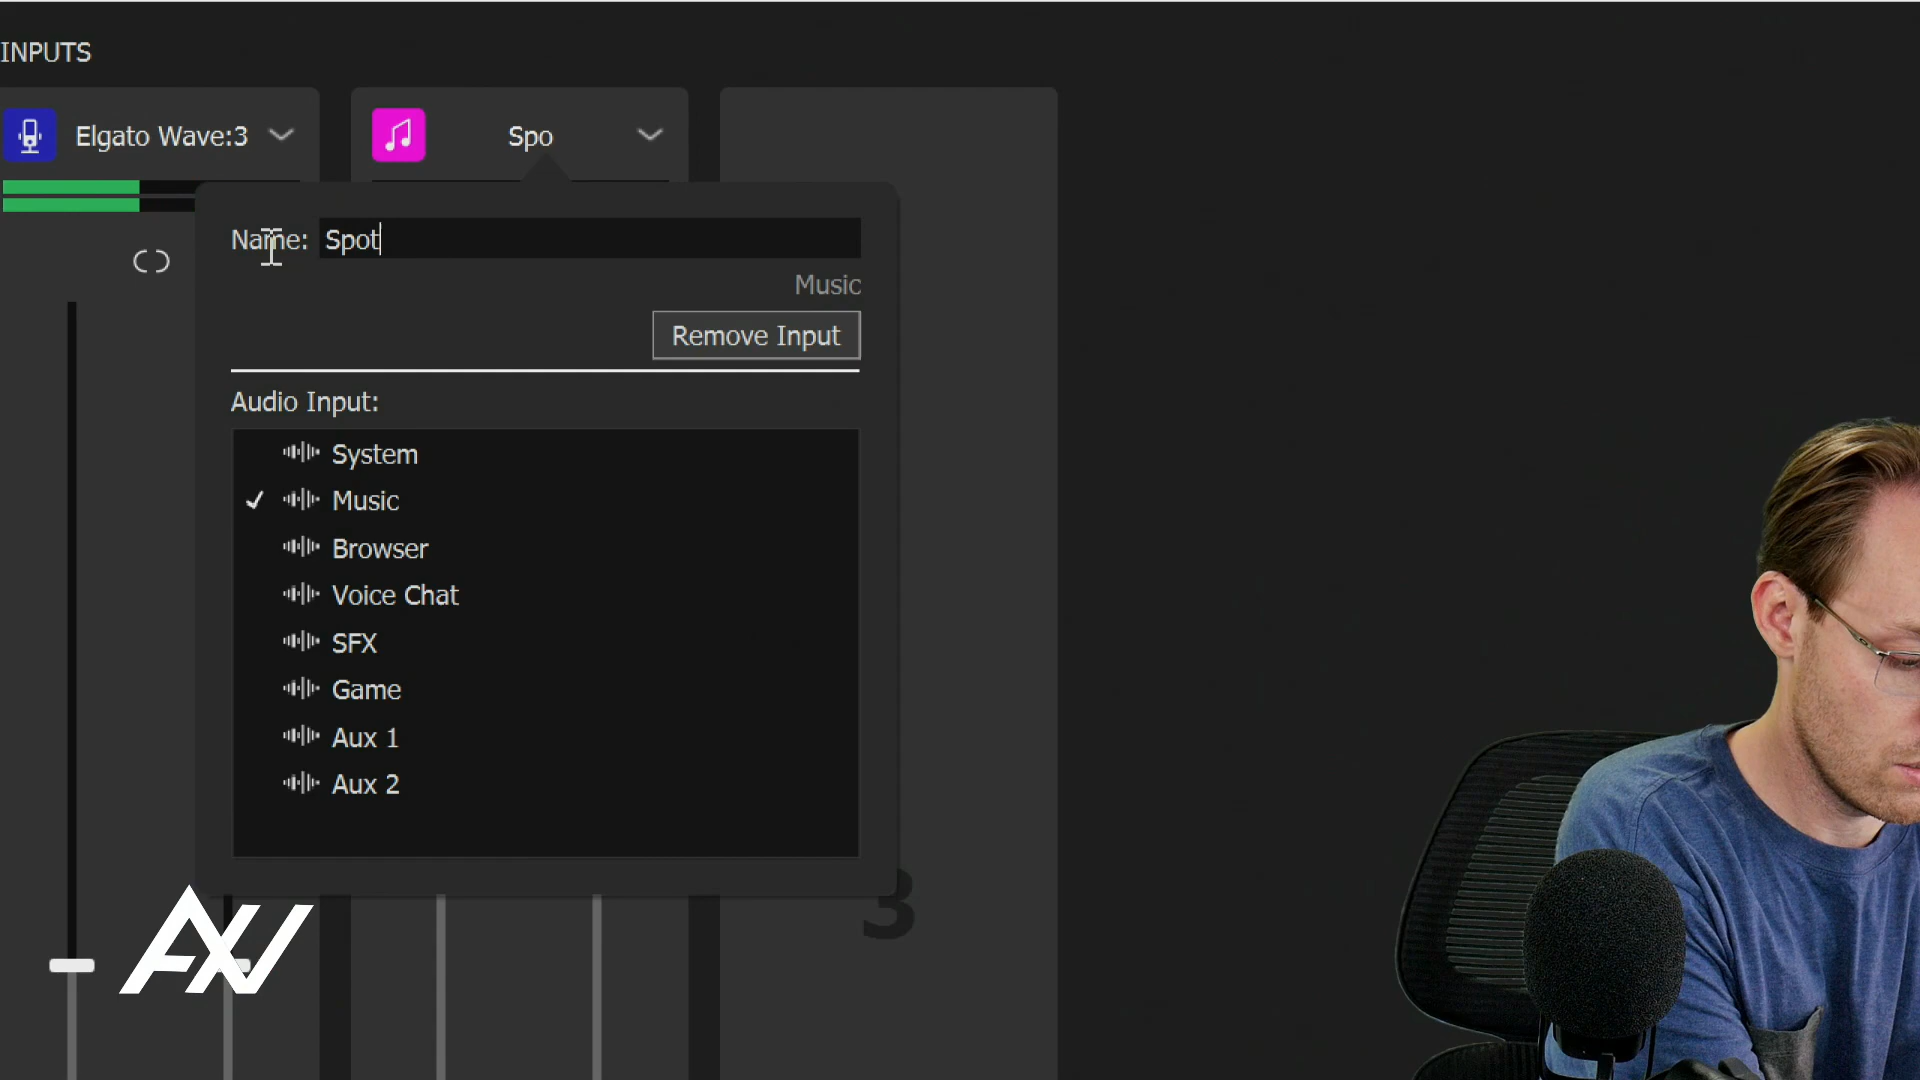 INPUTS
Elgato Wave:3
Spo
Name: Spot
Music
Remove Input
Audio Input:
System
Music
Browser
Voice Chat
SFX
Game
Aux 1
Aux 2
3